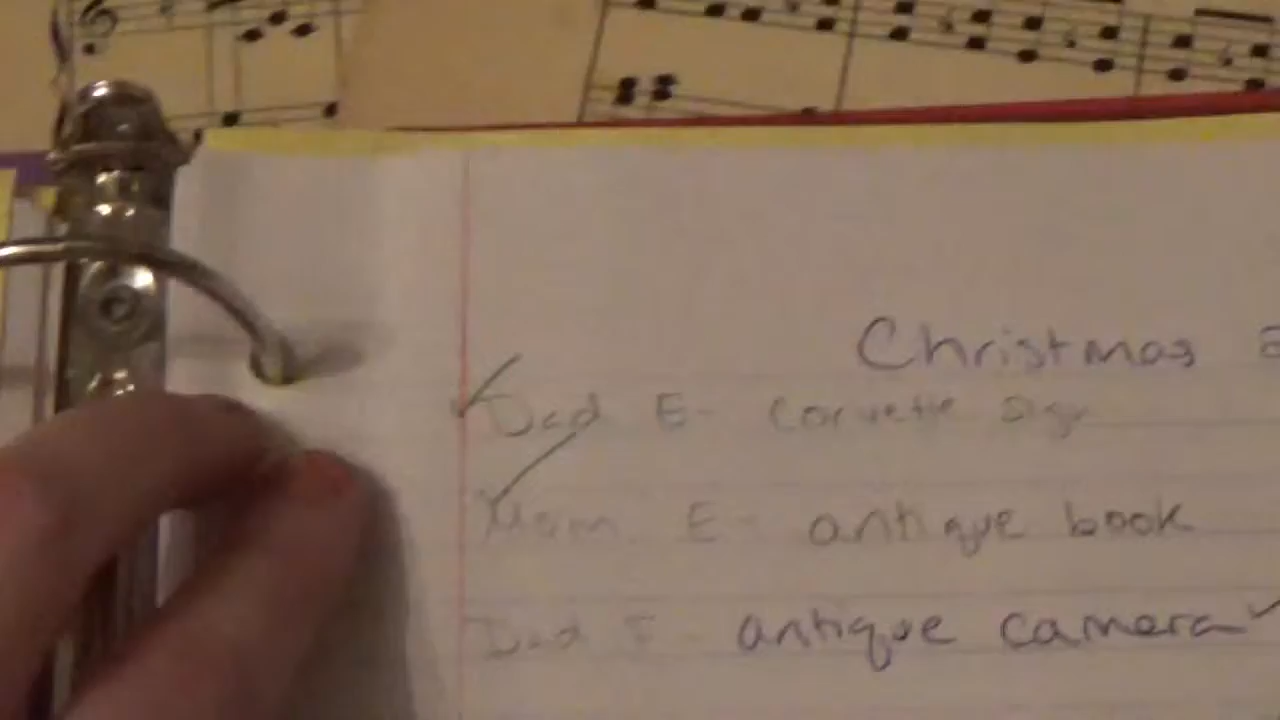 Christmas
Dad E- Corvette Sign
Mom E- antique book
Dad F- antique camera